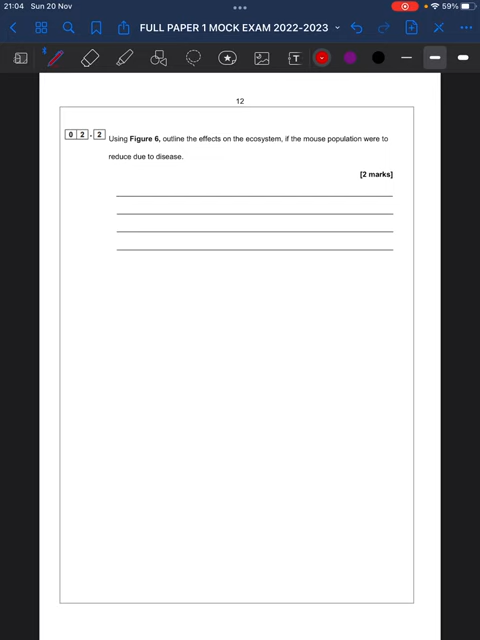 21:04 Sun 20 Nov
59%
FULL PAPER 1 MOCK EXAM 2022-2023
T
12
0 2 . 2 Using Figure 6, outline the effects on the ecosystem, if the mouse population were to
reduce due to disease.
[2 marks]